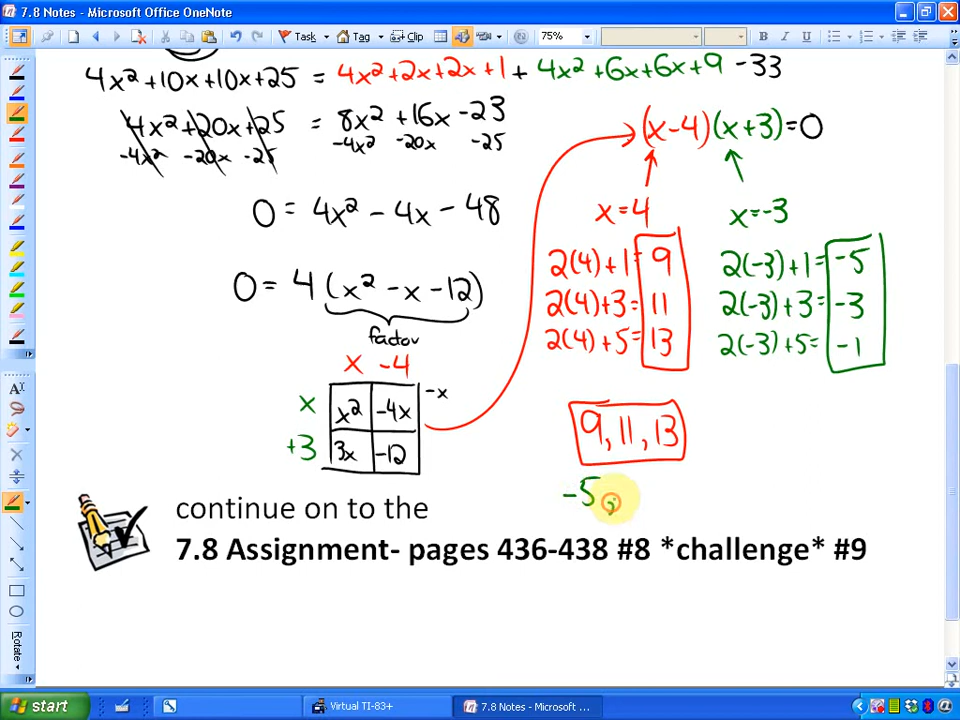 7.8 Notes - Microsoft Office OneNote
Task Tag Clip 75% B I U
4x²+10x+10x+25 = 4x²+2x+2x+1 + 4x²+6x+6x+9 -33
4x²+20x+25 = 8x² +16x -23
-4x² -20x -25 -4x² -20x -25
0 = 4x² - 4x - 48
0 = 4(x² -x -12)
factor
x -4
x x² -4x -x
+3 3x -12
(x-4)(x+3)=0
x=4 x=-3
2(4)+1= 9 2(-3)+1= -5
2(4)+3= 11 2(-3)+3= -3
2(4)+5= 13 2(-3)+5= -1
9, 11, 13
-5,
continue on to the
7.8 Assignment- pages 436-438 #8 *challenge* #9
Rotate
start Virtual TI-83+ 7.8 Notes - Microsoft ...